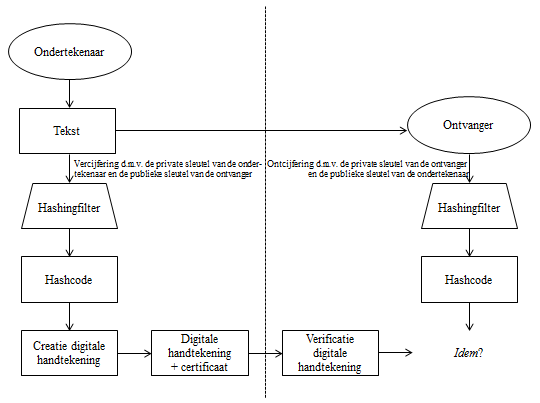 Ondertekenaar
Tekst
Ontvanger
Vercijfering d.m.v. de private sleutel van de onder-
tekenaar en de publieke sleutel van de ontvanger
Ontcijfering d.m.v. de private sleutel van de ontvanger
en de publieke sleutel van de ondertekenaar
Hashingfilter
Hashingfilter
Hashcode
Hashcode
Creatie digitale
handtekening
Digitale
handtekening
+ certificaat
Verificatie
digitale
handtekening
Idem?